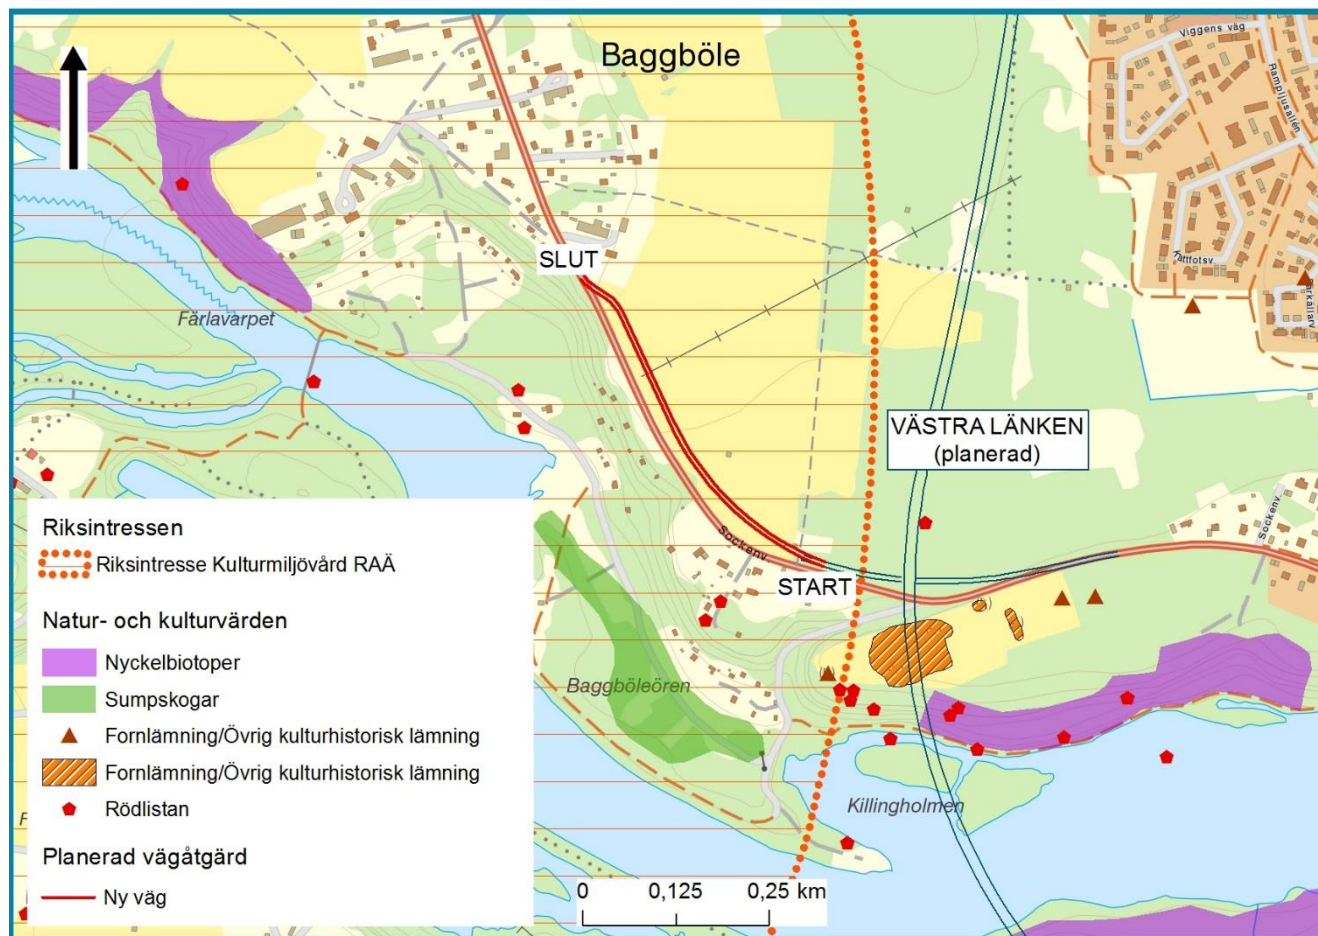 Baggböle
Viggens väg
Rampljusallén
Kattfotsv.
SLUT
Färlavarpet
VÄSTRA LÄNKEN
(planerad)
Sockenv.
Sockenv.
START
Baggböleören
Killingholmen
Riksintressen
Riksintresse Kulturmiljövård RAÄ
Natur- och kulturvärden
Nyckelbiotoper
Sumpskogar
Fornlämning/Övrig kulturhistorisk lämning
Fornlämning/Övrig kulturhistorisk lämning
Rödlistan
Planerad vägåtgärd
Ny väg
0 0,125 0,25 km